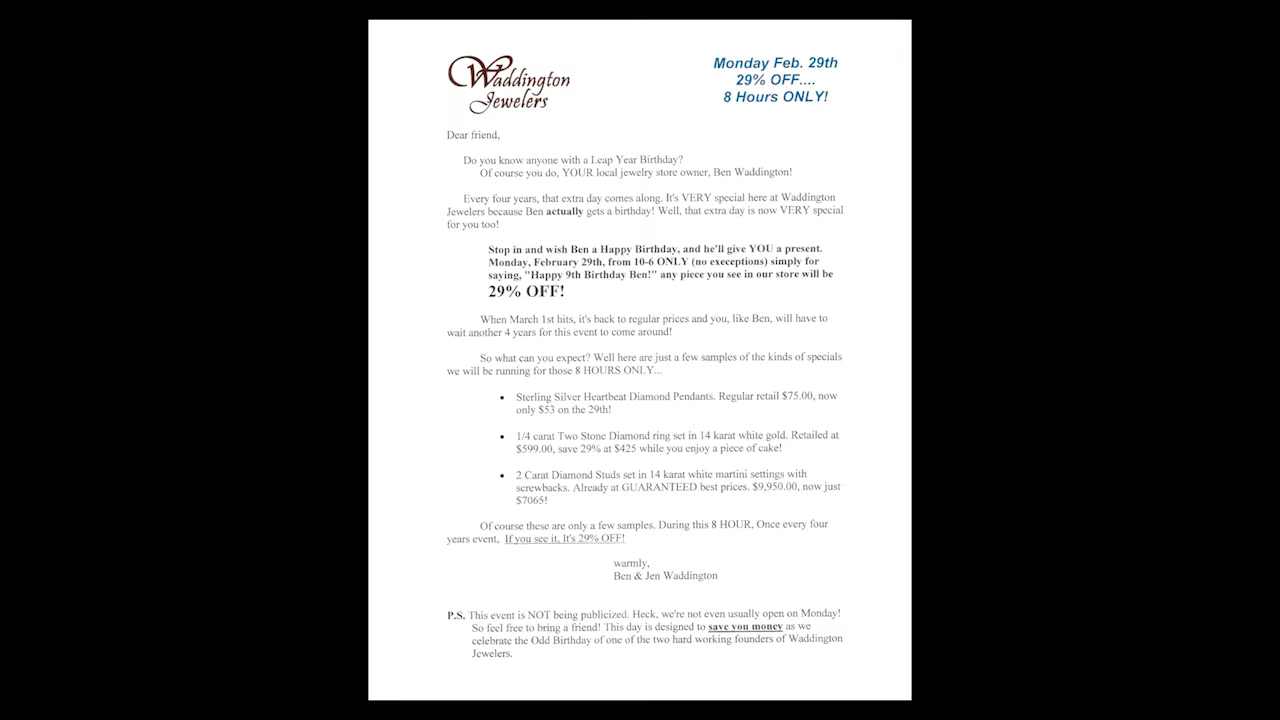 Waddington
Jewelers
Monday Feb. 29th
29% OFF....
8 Hours ONLY!
Dear friend,
Do you know anyone with a Leap Year Birthday?
Of course you do, YOUR local jewelry store owner, Ben Waddington!
Every four years, that extra day comes along. It's VERY special here at Waddington
Jewelers because Ben actually gets a birthday! Well, that extra day is now VERY special
for you too!
Stop in and wish Ben a Happy Birthday, and he'll give YOU a present.
Monday, February 29th, from 10-6 ONLY (no execeptions) simply for
saying, "Happy 9th Birthday Ben!" any piece you see in our store will be
29% OFF!
When March 1st hits, it's back to regular prices and you, like Ben, will have to
wait another 4 years for this event to come around!
So what can you expect? Well here are just a few samples of the kinds of specials
we will be running for those 8 HOURS ONLY...
• Sterling Silver Heartbeat Diamond Pendants. Regular retail $75.00, now
only $53 on the 29th!
• 1/4 carat Two Stone Diamond ring set in 14 karat white gold. Retailed at
$599.00, save 29% at $425 while you enjoy a piece of cake!
• 2 Carat Diamond Studs set in 14 karat white martini settings with
screwbacks. Already at GUARANTEED best prices. $9,950.00, now just
$7065!
Of course these are only a few samples. During this 8 HOUR, Once every four
years event, If you see it, It's 29% OFF!
warmly,
Ben & Jen Waddington
P.S. This event is NOT being publicized. Heck, we're not even usually open on Monday!
So feel free to bring a friend! This day is designed to save you money as we
celebrate the Odd Birthday of one of the two hard working founders of Waddington
Jewelers.